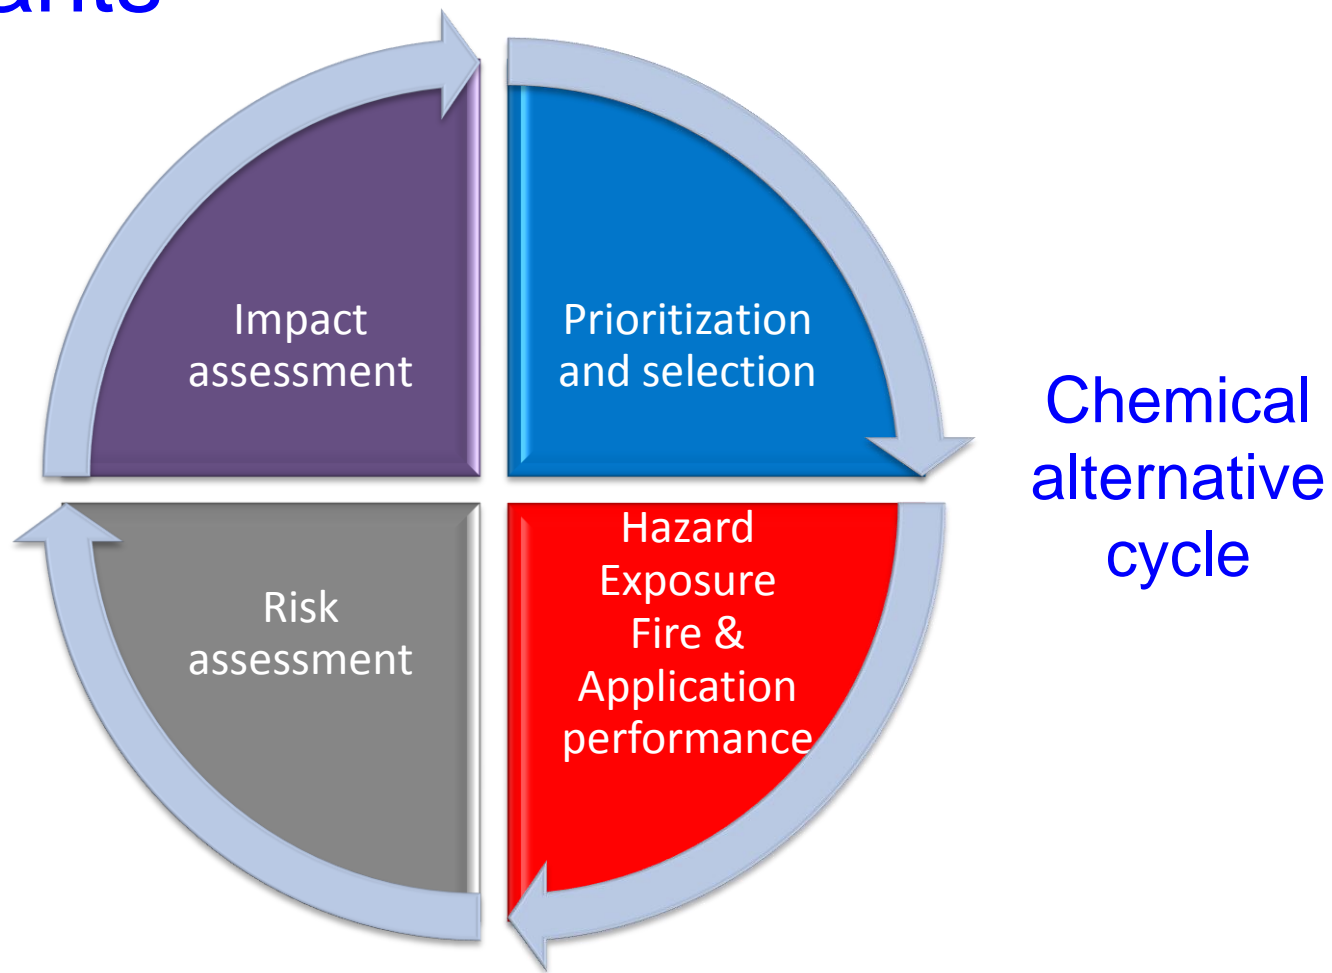 Impact
assessment
Prioritization
and selection
Chemical
alternative
cycle
Risk
assessment
Hazard
Exposure
Fire &
Application
performance